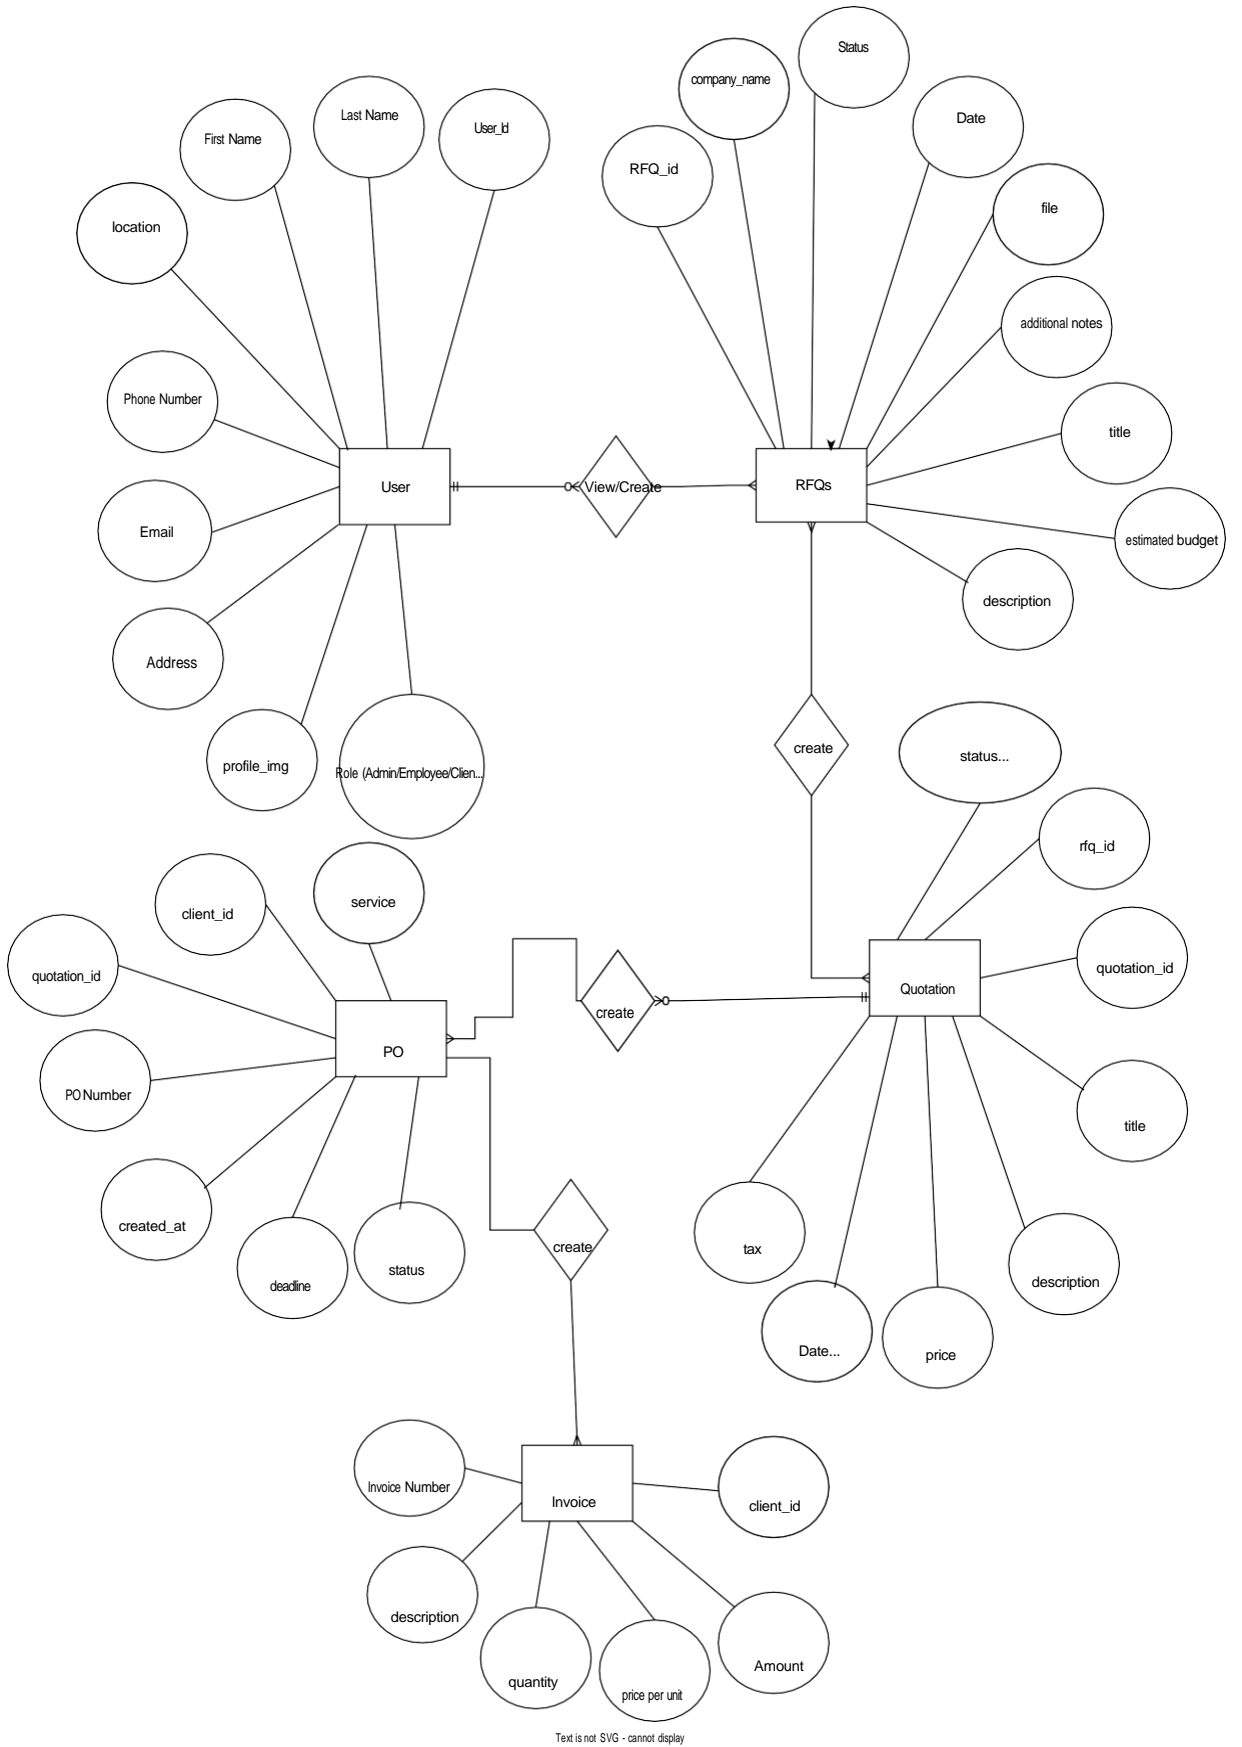 Status
company_name
Last Name
Date
User_Id
First Name
RFQ_id
file
location
additional notes
Phone Number
title
User
View/Create
RFQs
Email
estimated budget
description
Address
create
status...
profile_img
Role (Admin/Employee/Clien...
rfq_id
service
client_id
quotation_id
quotation_id
Quotation
create
PO
PO Number
title
created_at
create
tax
status
deadline
description
Date...
price
Invoice Number
Invoice
client_id
description
Amount
quantity
price per unit
Text is not SVG - cannot display